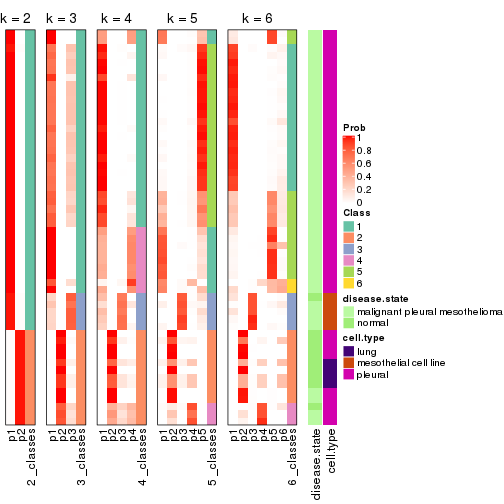 k = 2 k = 3 k = 4 k = 5 k = 6
Prob
1
0.8
0.6
0.4
0.2
0
Class
1
2
3
4
5
6
disease.state
malignant pleural mesothelioma
normal
cell.type
lung
mesothelial cell line
pleural
p1
p2
2_classes
p1
p2
p3
3_classes
p1
p2
p3
p4
4_classes
p1
p2
p3
p4
p5
5_classes
p1
p2
p3
p4
p5
p6
6_classes
disease.state
cell.type